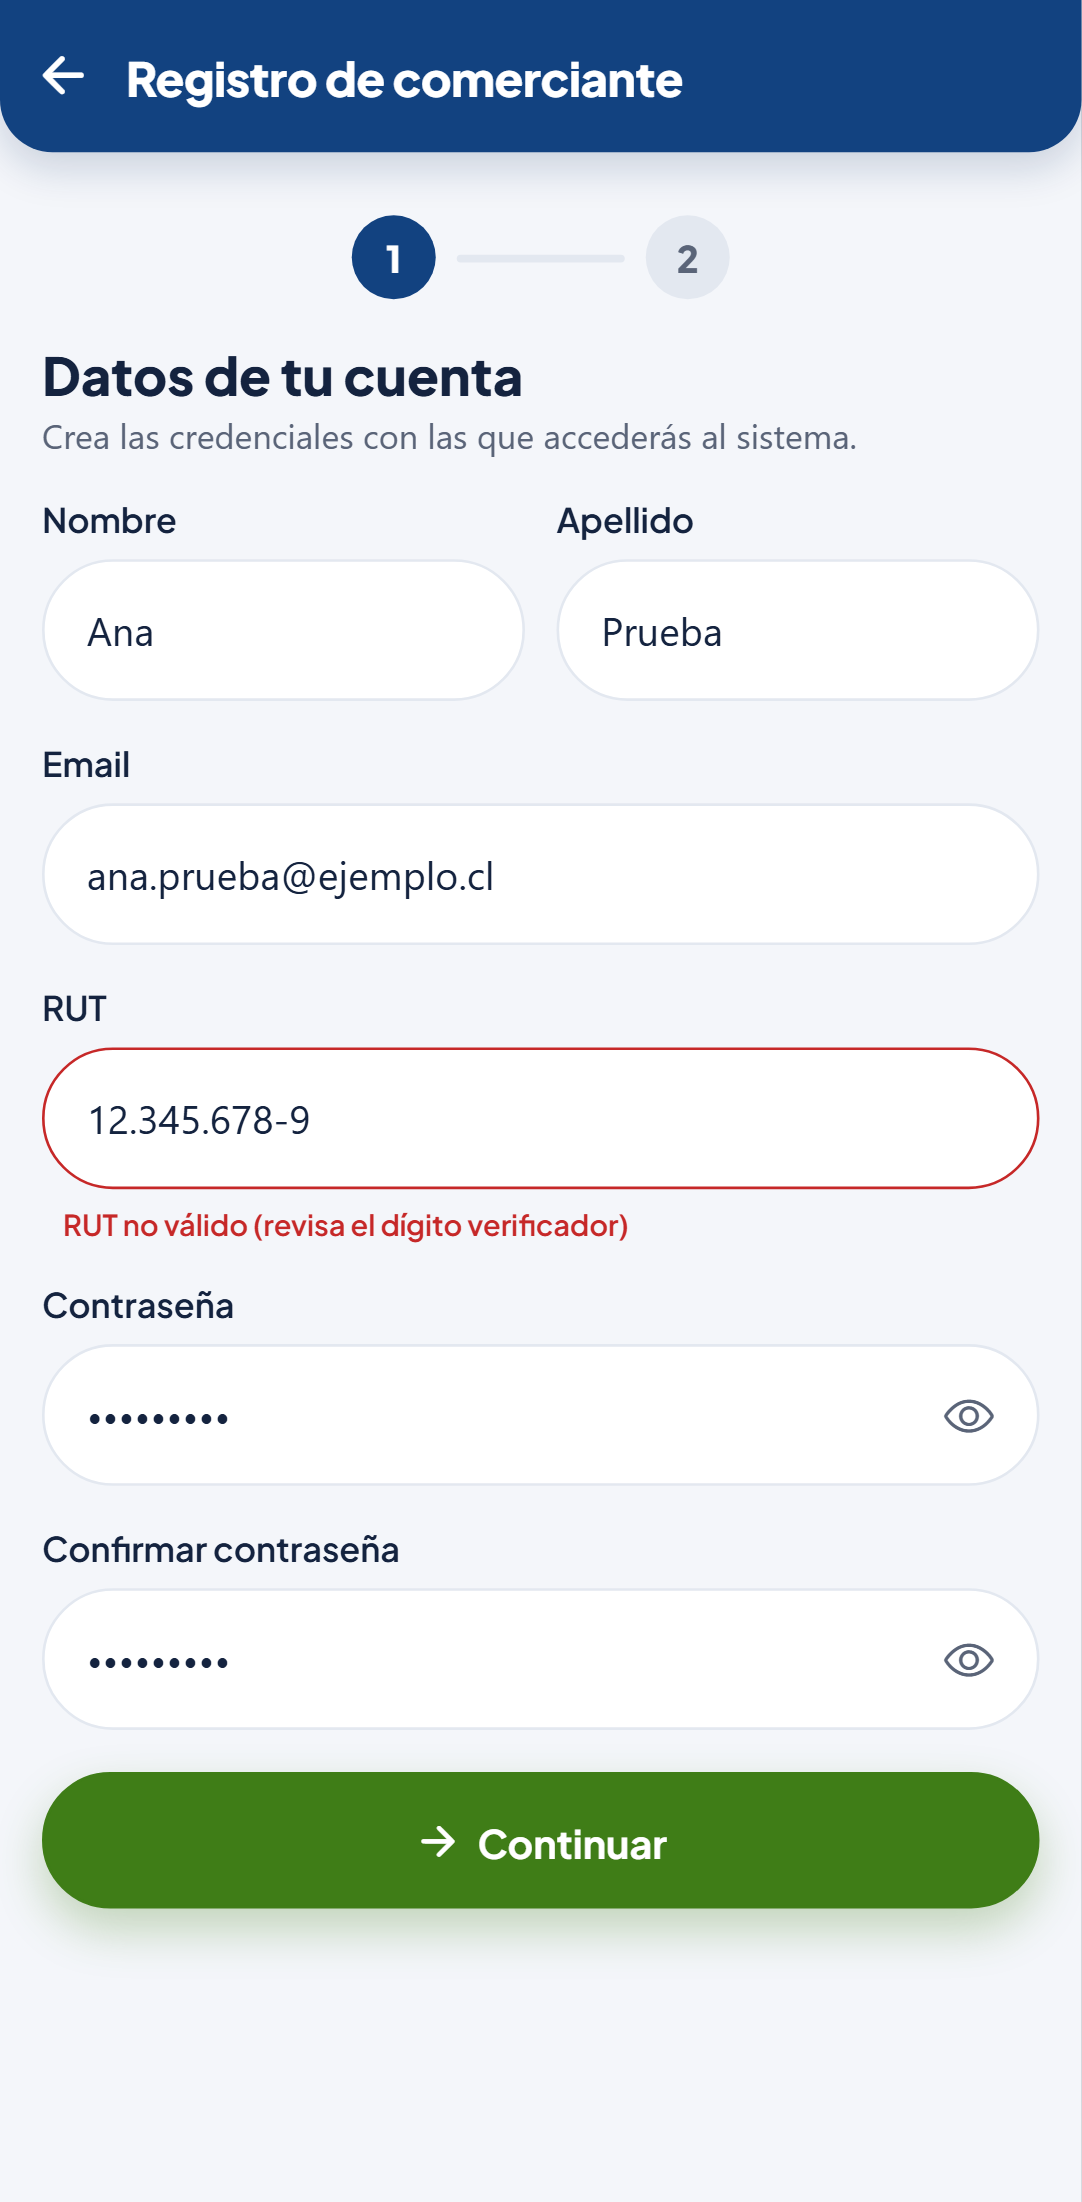 Registro de comerciante
1 2
Datos de tu cuenta
Crea las credenciales con las que accederás al sistema.
Nombre Apellido
Ana Prueba
Email
ana.prueba@ejemplo.cl
RUT
12.345.678-9
RUT no válido (revisa el dígito verificador)
Contraseña
•••••••••
Confirmar contraseña
•••••••••
Continuar